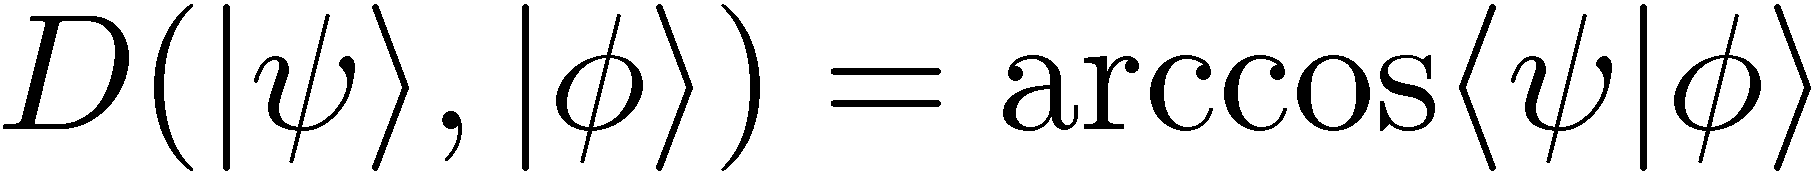 D(|ψ⟩, |ϕ⟩) = arccos⟨ψ|ϕ⟩